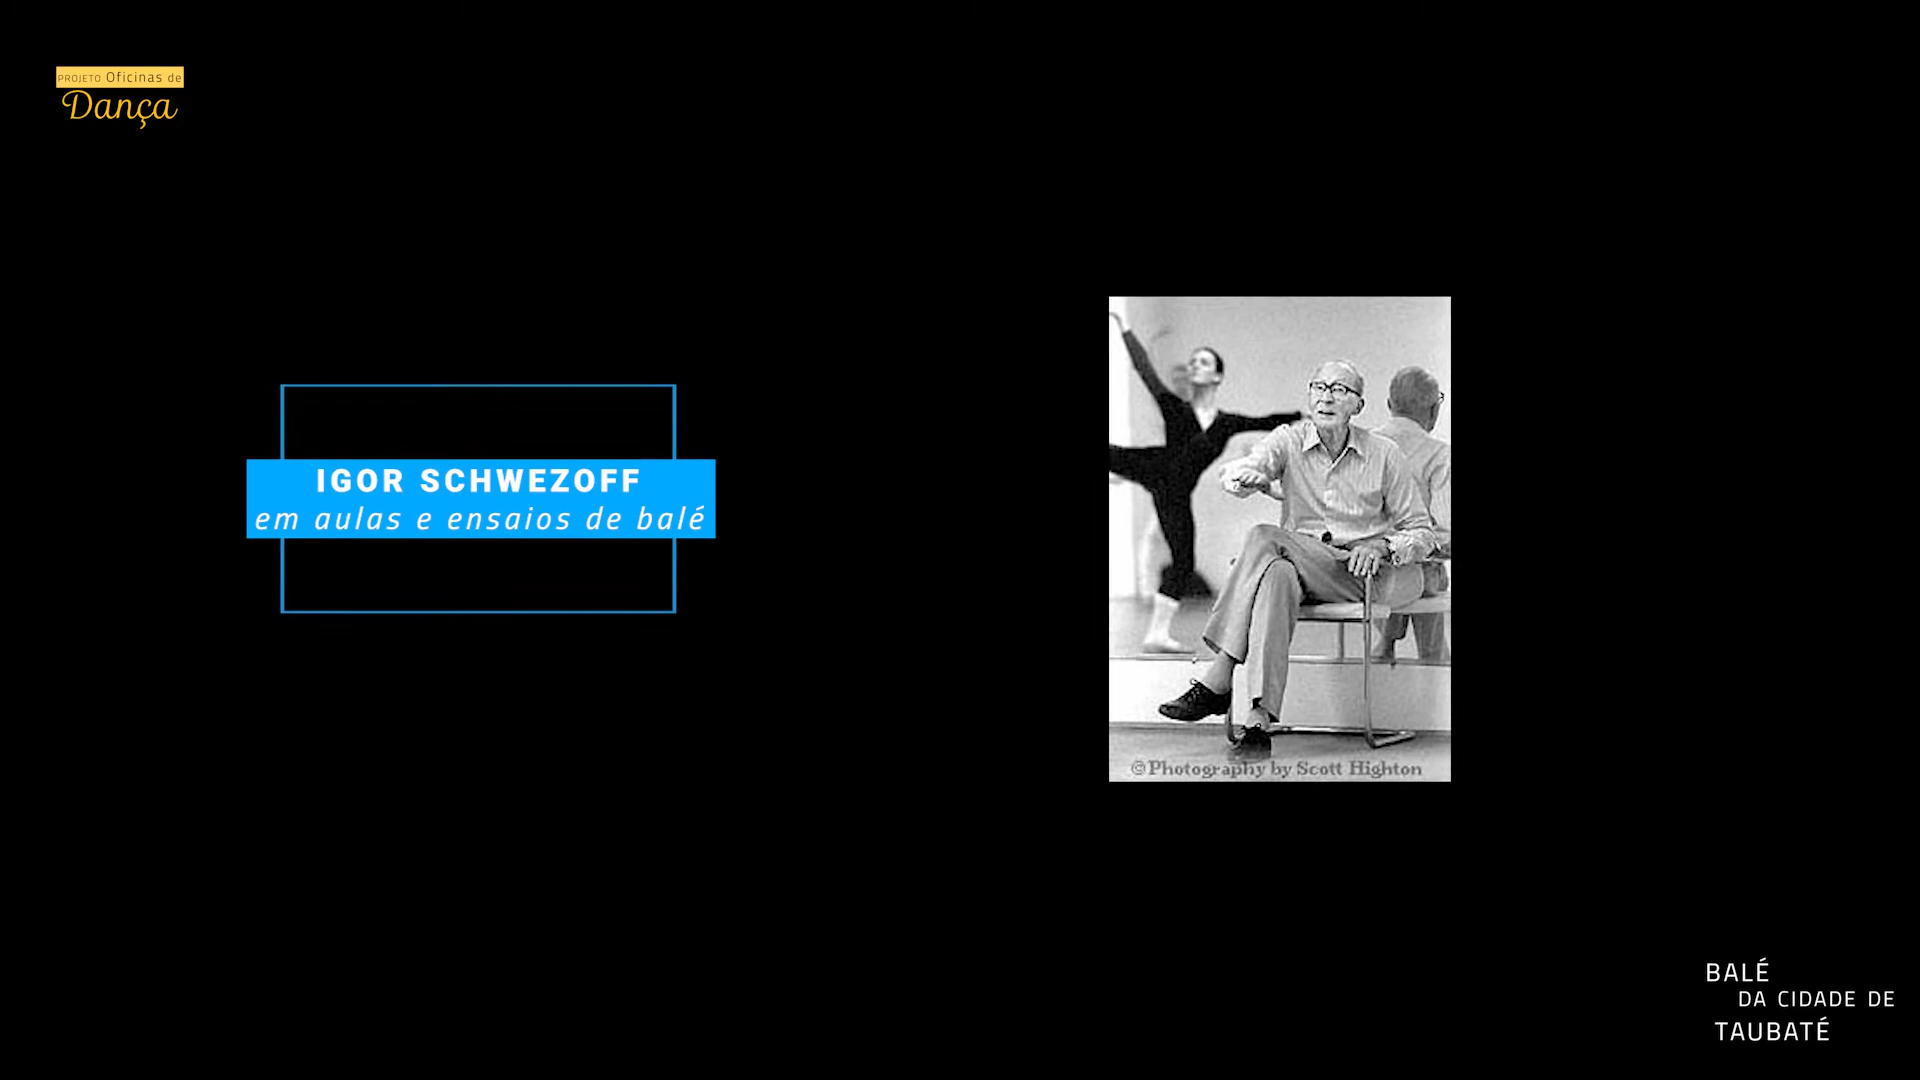 PROJETO Oficinas de
Dança
IGOR SCHWEZOFF
em aulas e ensaios de balé
©Photography by Scott Highton
BALÉ
DA CIDADE DE
TAUBATÉ